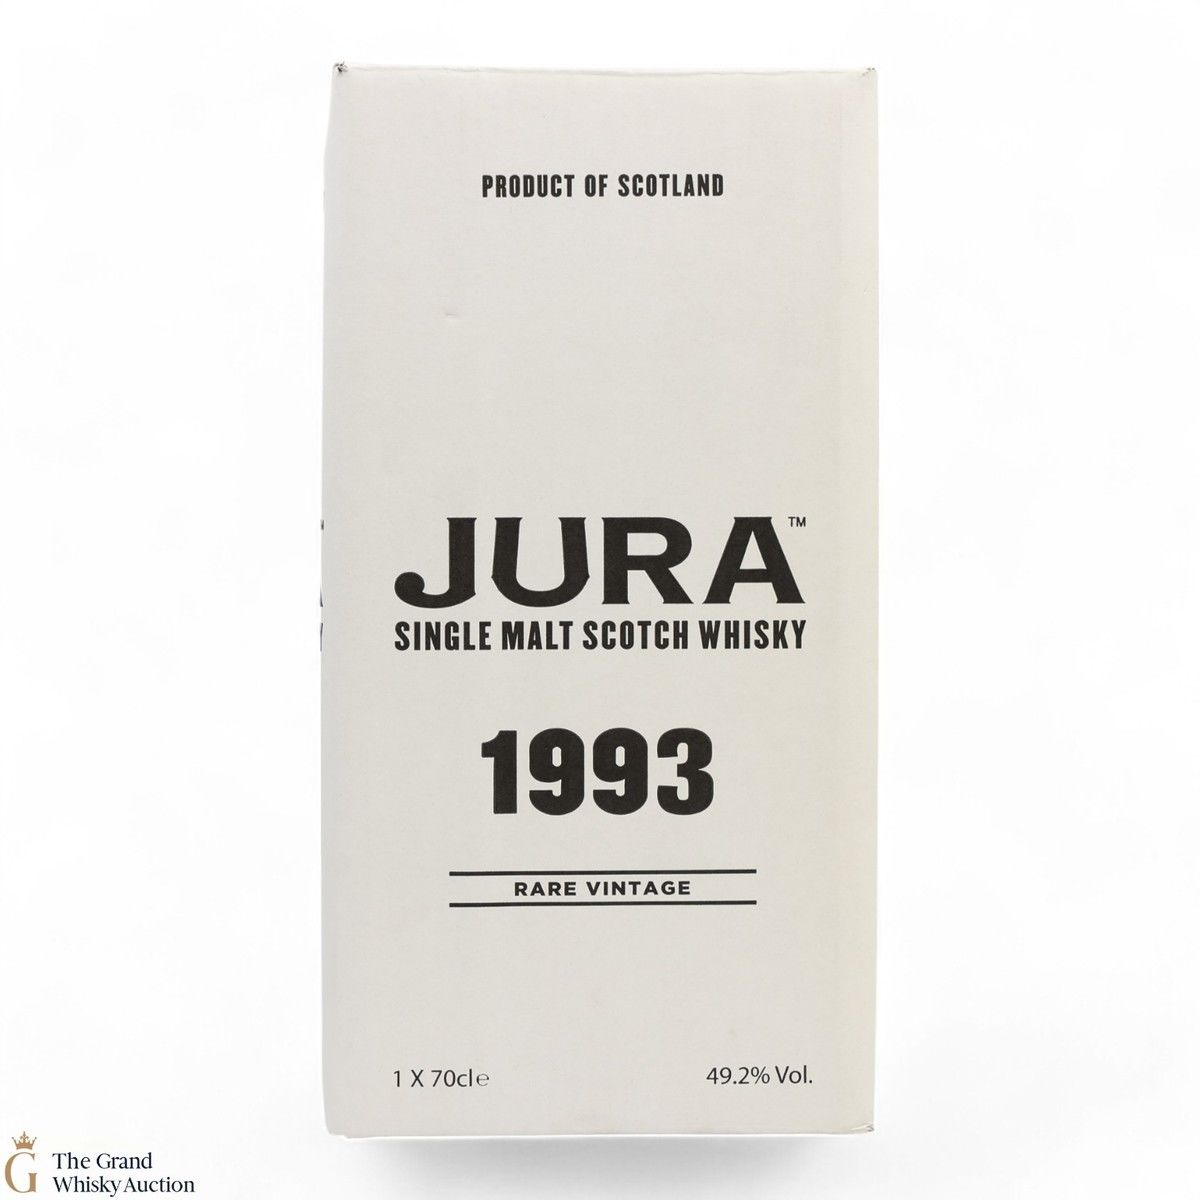 PRODUCT OF SCOTLAND
JURA™
SINGLE MALT SCOTCH WHISKY
1993
RARE VINTAGE
1 X 70cl℮
49.2% Vol.
G
The Grand
Whisky Auction